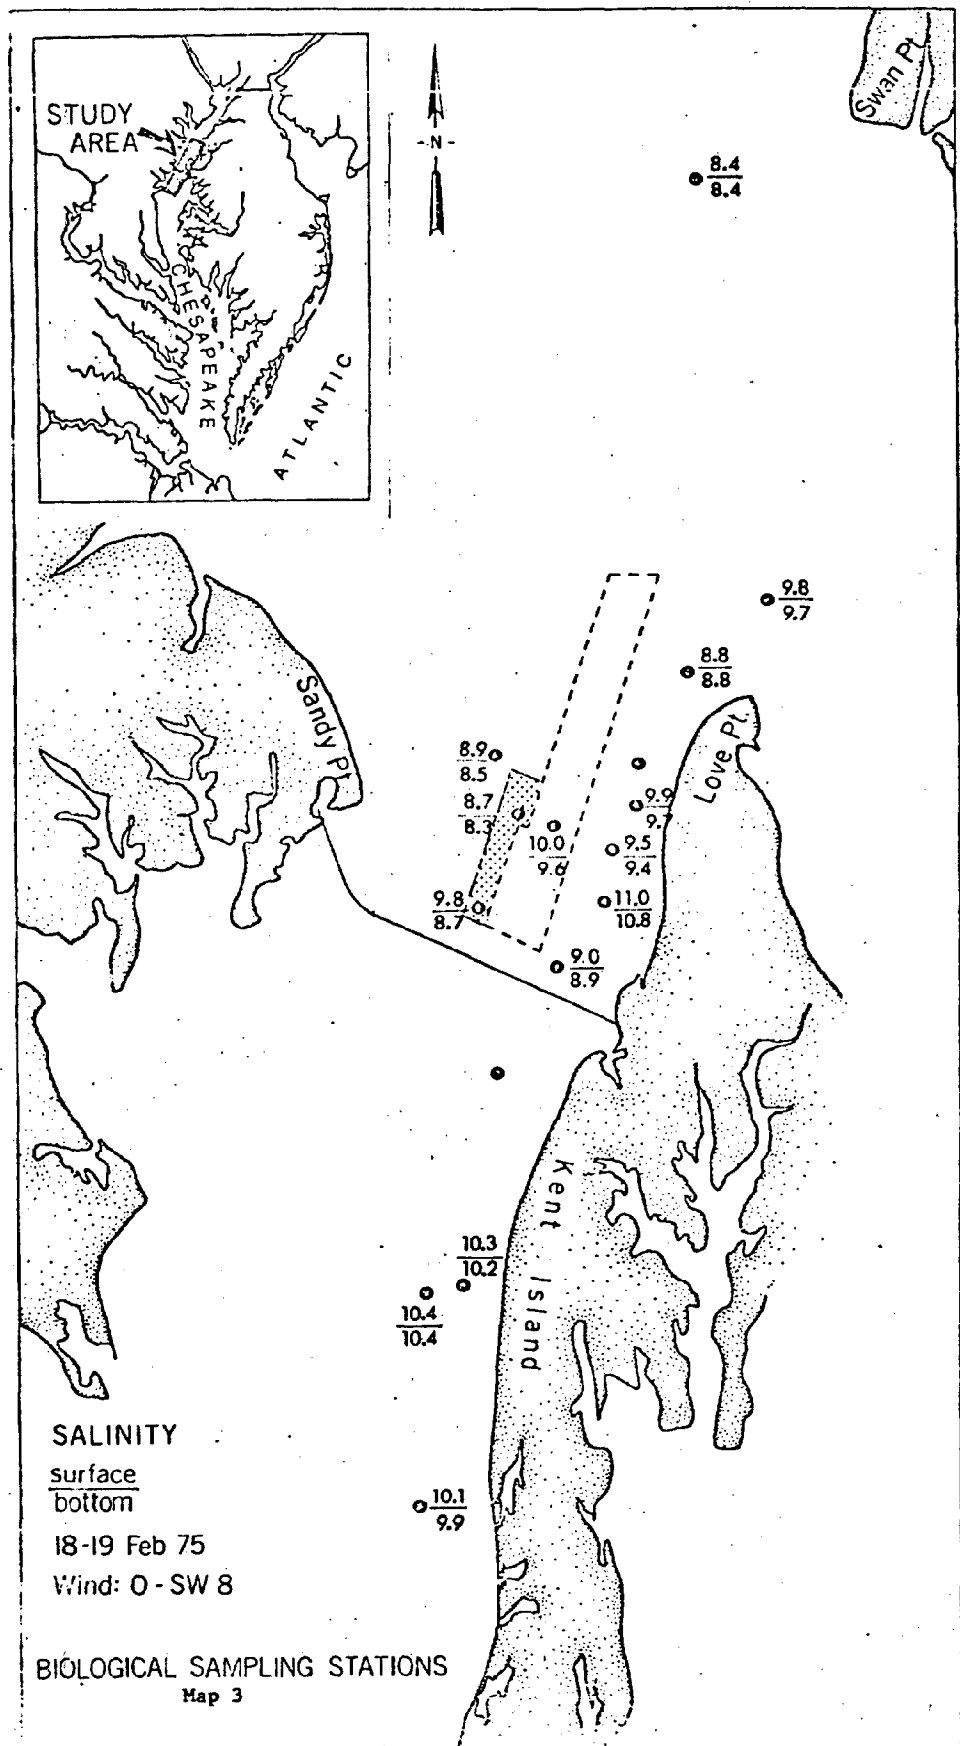 STUDY
AREA
CHESAPEAKE
ATLANTIC
-N-
Swan Pt.
8.4
8.4
9.8
9.7
8.8
8.8
Love Pt.
Sandy Pt.
8.9
8.5
8.7
8.3
10.0
9.6
9.9
9.5
9.4
11.0
10.8
9.8
8.7
9.0
8.9
Kent Island
10.3
10.2
10.4
10.4
10.1
9.9
SALINITY
surface
bottom
18-19 Feb 75
Wind: 0 - SW 8
BIOLOGICAL SAMPLING STATIONS
Map 3